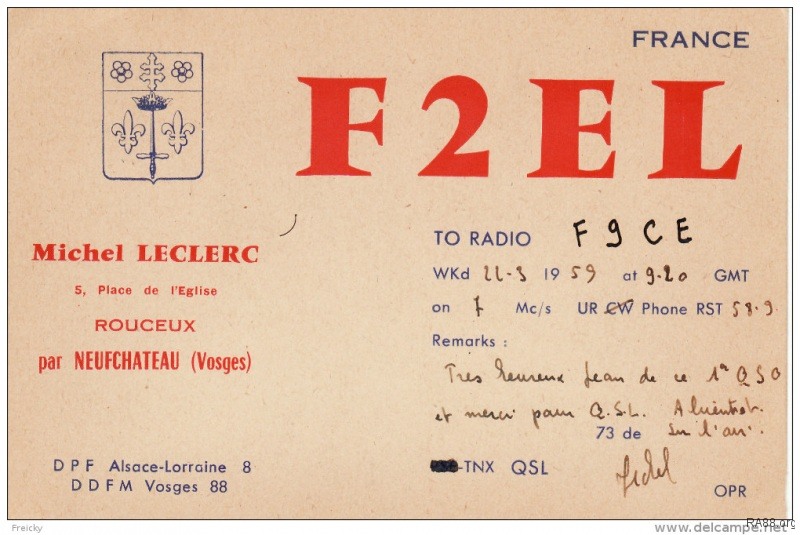 FRANCE
F2EL
Michel LECLERC
5, Place de l'Eglise
ROUCEUX
par NEUFCHATEAU (Vosges)
DPF Alsace-Lorraine 8
DDFM Vosges 88
TO RADIO F9CE
WKd 22-3 1959 at 9.20 GMT
on 7 Mc/s UR CW Phone RST 58.9
Remarks :
Très heureux Jean de ce 1er QSO
et merci pour Q.S.L. A bientôt
73 de sur l'air.
-TNX QSL
OPR
Freicky
RA88.org
www.delcampe.net